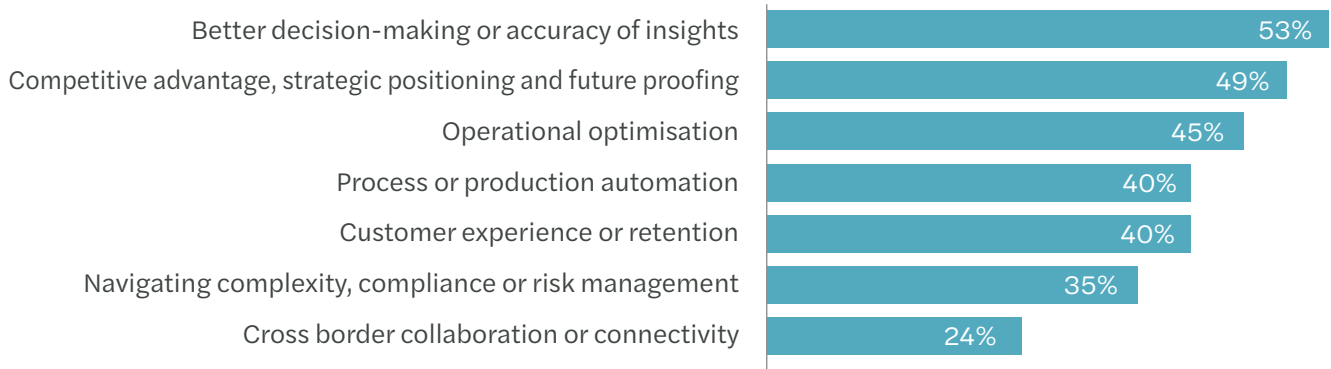 Better decision-making or accuracy of insights 53%
Competitive advantage, strategic positioning and future proofing 49%
Operational optimisation 45%
Process or production automation 40%
Customer experience or retention 40%
Navigating complexity, compliance or risk management 35%
Cross border collaboration or connectivity 24%